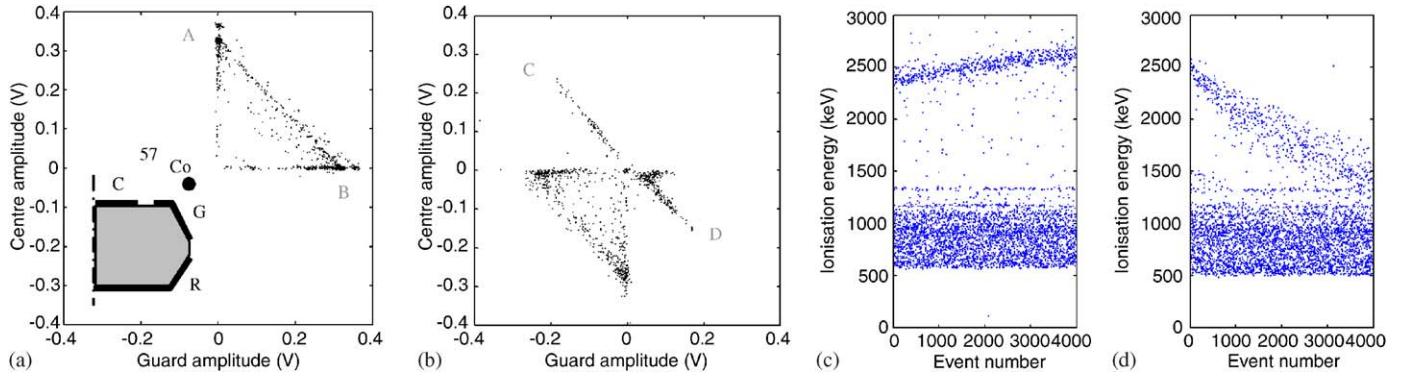 0.4
0.3
0.2
0.1
0
-0.1
-0.2
-0.3
-0.4
Centre amplitude (V)
A
B
57
Co
C
G
R
-0.2 0 0.2 0.4
Guard amplitude (V)
(a)
0.4
0.3
0.2
0.1
0
-0.1
-0.2
-0.3
-0.4
Centre amplitude (V)
C
D
-0.4 -0.2 0 0.2 0.4
Guard amplitude (V)
(b)
3000
2500
2000
1500
1000
500
0
Ionisation energy (keV)
0 1000 2000 3000 4000
Event number
(c)
3000
2500
2000
1500
1000
500
0
Ionisation energy (keV)
0 1000 2000 3000 4000
Event number
(d)